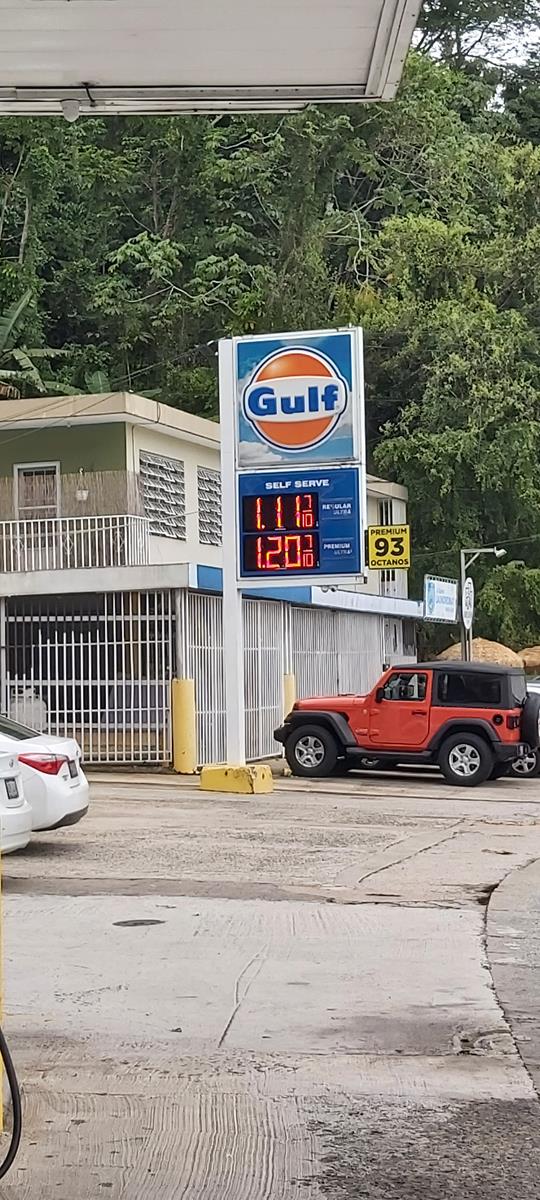 Gulf
SELF SERVE
1.11 REGULAR
1.20 PREMIUM
PREMIUM
93
OCTANOS